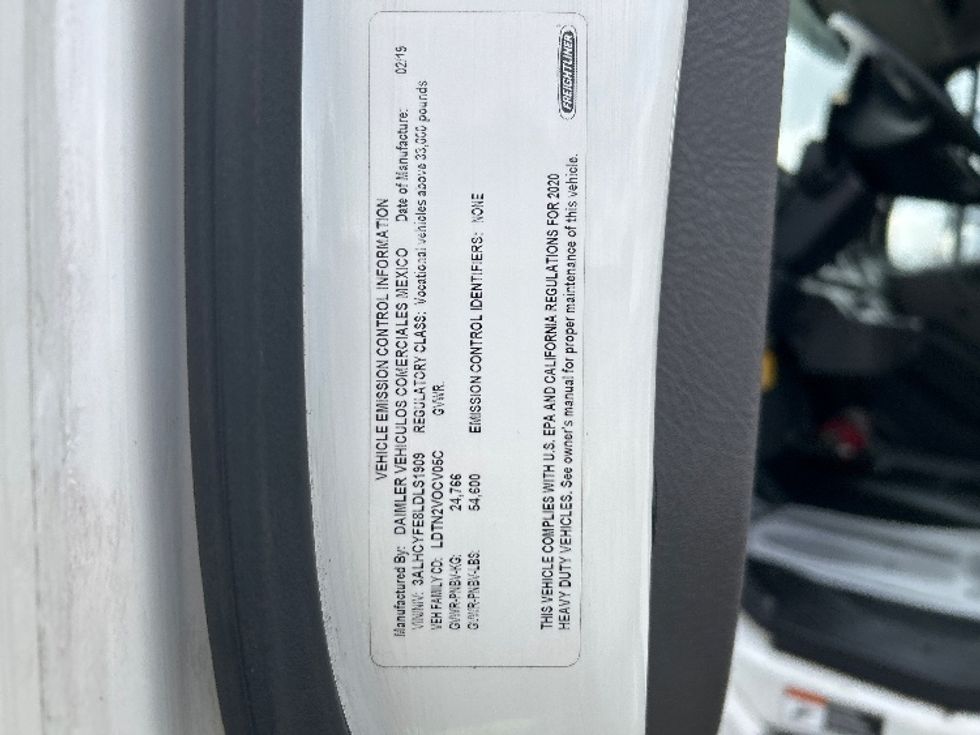 VEHICLE EMISSION CONTROL INFORMATION
Manufactured By: DAIMLER VEHICULOS COMERCIALES MEXICO Date of Manufacture: 02/19
VIN/NIV: 3ALHCYFE8LDLS1909 REGULATORY CLASS: Vocational vehicles above 33,000 pounds GVWR.
VEH FAMILY CD: LDTN2VOCV05C
GVWR-PNBV-KG: 24,766
GVWR-PNBV-LBS: 54,600 EMISSION CONTROL IDENTIFIERS: NONE
THIS VEHICLE COMPLIES WITH U.S. EPA AND CALIFORNIA REGULATIONS FOR 2020
HEAVY DUTY VEHICLES. See owner's manual for proper maintenance of this vehicle.
FREIGHTLINER